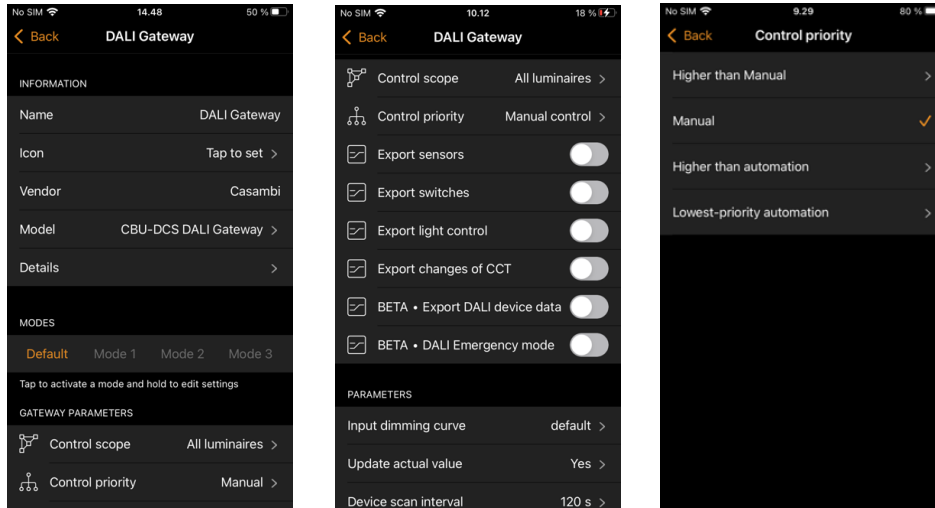 No SIM 14.48 50 %
Back DALI Gateway
INFORMATION
Name DALI Gateway
Icon Tap to set
Vendor Casambi
Model CBU-DCS DALI Gateway
Details
MODES
Default Mode 1 Mode 2 Mode 3
Tap to activate a mode and hold to edit settings
GATEWAY PARAMETERS
Control scope All luminaires
Control priority Manual
No SIM 10.12 18 %
Back DALI Gateway
Control scope All luminaires
Control priority Manual control
Export sensors
Export switches
Export light control
Export changes of CCT
BETA • Export DALI device data
BETA • DALI Emergency mode
PARAMETERS
Input dimming curve default
Update actual value Yes
Device scan interval 120 s
No SIM 9.29 80 %
Back Control priority
Higher than Manual
Manual
Higher than automation
Lowest-priority automation